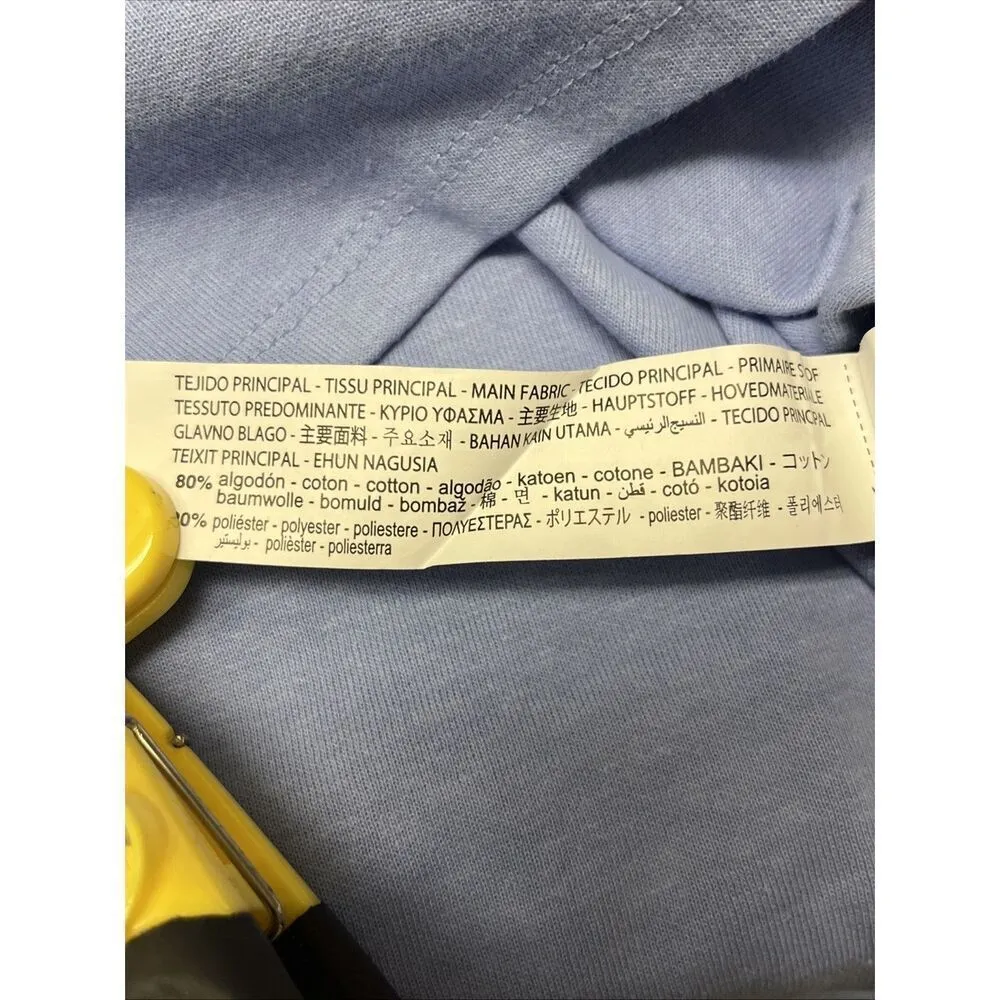 TEJIDO PRINCIPAL - TISSU PRINCIPAL - MAIN FABRIC - TECIDO PRINCIPAL - PRIMAIRE STOF
TESSUTO PREDOMINANTE - ΚΥΡΙΟ ΥΦΑΣΜΑ - 主要生地 - HAUPTSTOFF - HOVEDMATERIALE
GLAVNO BLAGO - 主要面料 - 주요소재 - BAHAN KAIN UTAMA - النسيج الرئيسي - TECIDO PRINCIPAL
TEIXIT PRINCIPAL - EHUN NAGUSIA
80% algodón - coton - cotton - algodão - katoen - cotone - BAMBAKI - コットン
baumwolle - bomuld - bombaž - 棉 - 면 - katun - قطن - cotó - kotoia
20% poliéster - polyester - poliestere - ΠΟΛΥΕΣΤΕΡΑΣ - ポリエステル - poliester - 聚酯纤维 - 폴리에스터
بوليستير - polièster - poliesterra